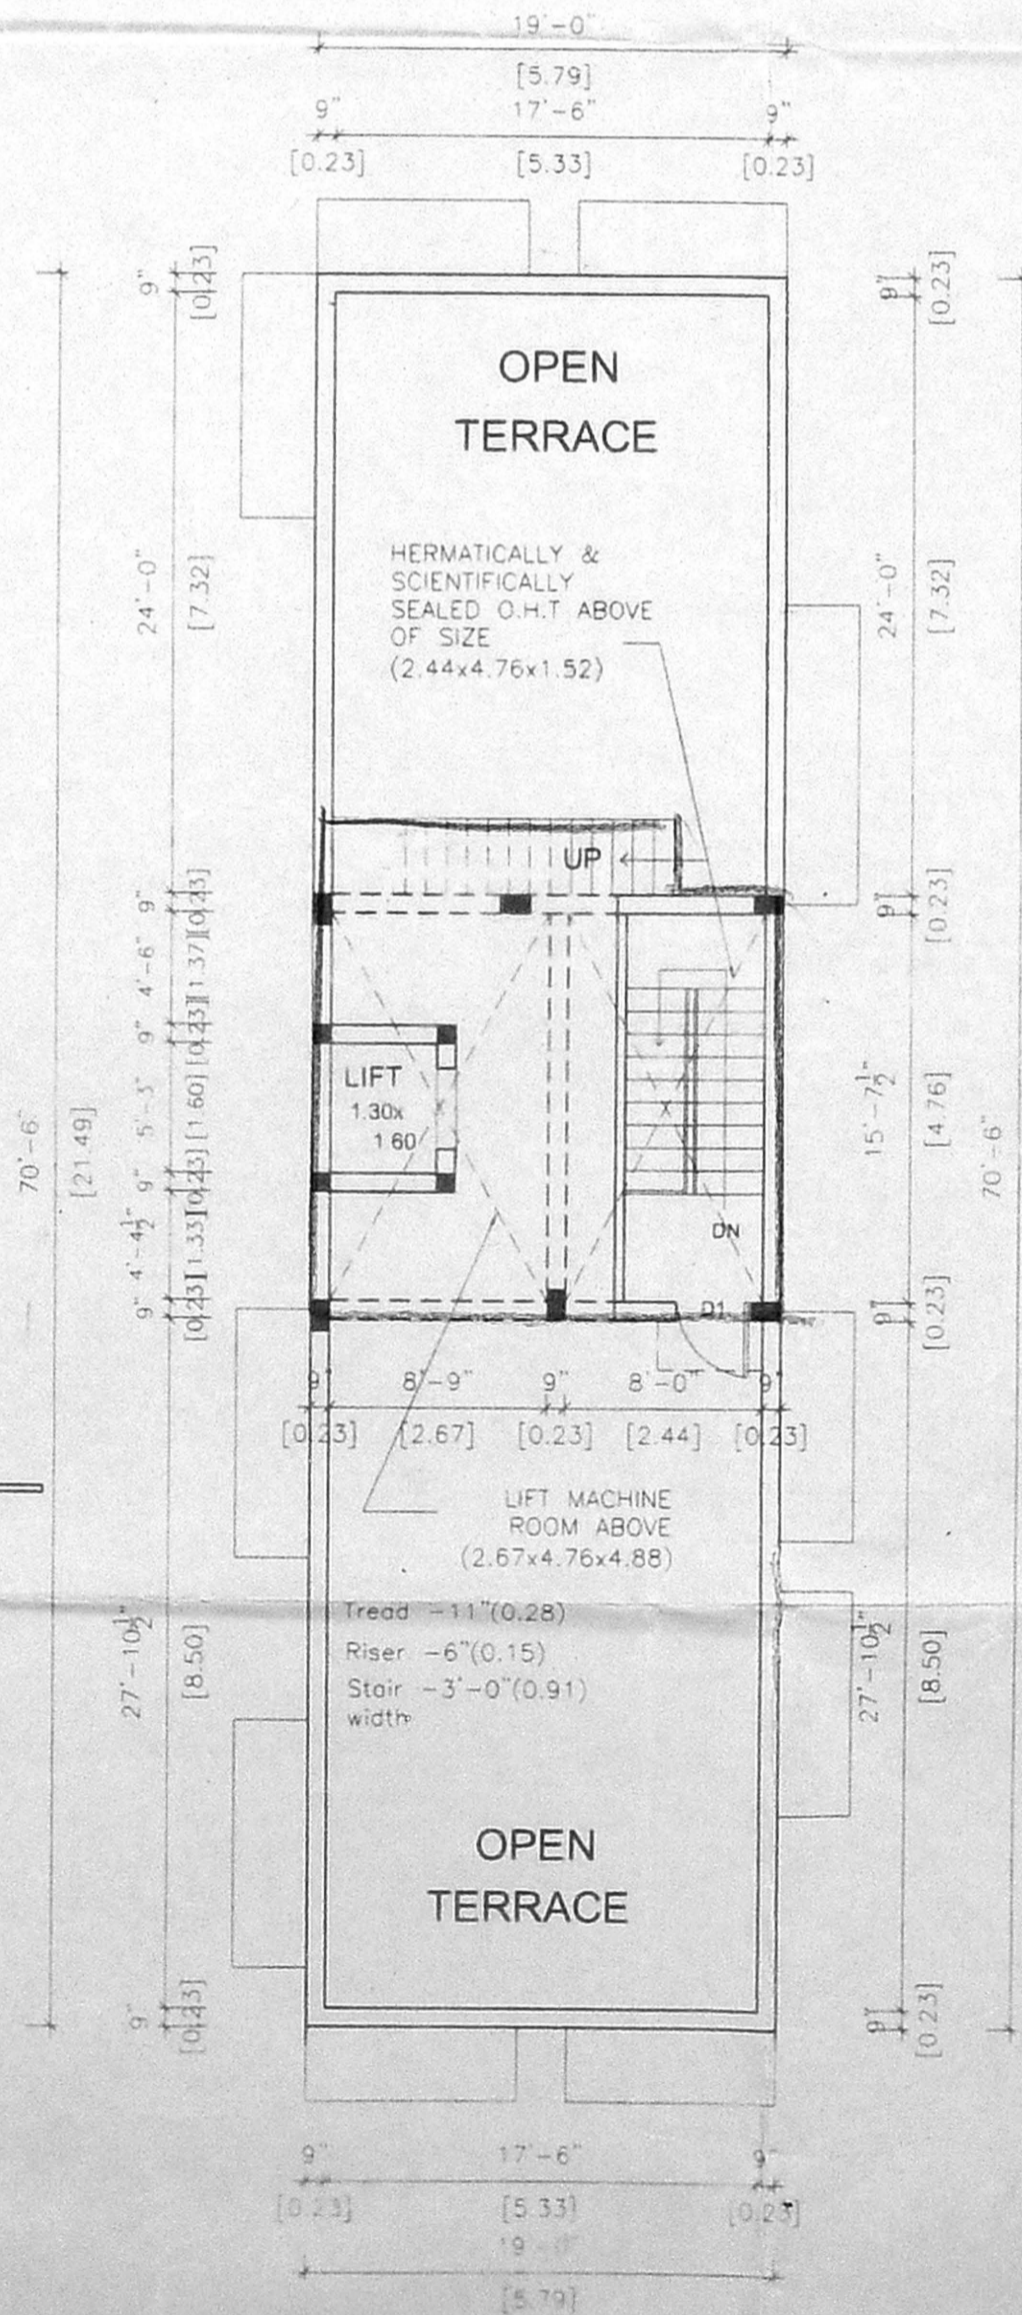 19'-0"
[5.79]
9" 17'-6" 9"
[0.23] [5.33] [0.23]
9" [0.23] 9" [0.23]
OPEN
TERRACE
HERMATICALLY &
SCIENTIFICALLY
SEALED O.H.T ABOVE
OF SIZE
(2.44x4.76x1.52)
24'-0" [7.32] 24'-0" [7.32]
UP
9" [0.23] 9" [0.23]
4'-6" [1.37]
9" [0.23]
LIFT
1.30x
1.60
5'-3" [1.60]
15'-7½" [4.76]
70'-6" [21.49] 70'-6"
9" [0.23]
4'-4½" [1.33]
DN
9" [0.23] D1 9" [0.23]
9" 8'-9" 9" 8'-0" 9"
[0.23] [2.67] [0.23] [2.44] [0.23]
LIFT MACHINE
ROOM ABOVE
(2.67x4.76x4.88)
Tread -11"(0.28)
Riser -6"(0.15)
Stair -3'-0"(0.91)
width
27'-10½" [8.50] 27'-10½" [8.50]
OPEN
TERRACE
9" [0.23] 9" [0.23]
9" 17'-6" 9"
[0.23] [5.33] [0.23]
19'-0"
[5.79]